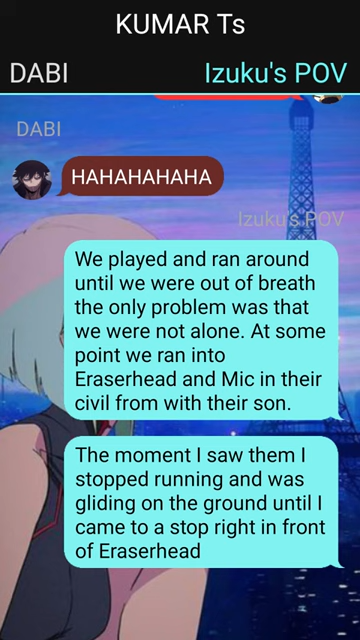 KUMAR Ts
DABI
Izuku's POV
DABI
HAHAHAHAHA
Izuku's POV
We played and ran around
until we were out of breath
the only problem was that
we were not alone. At some
point we ran into
Eraserhead and Mic in their
civil from with their son.
The moment I saw them I
stopped running and was
gliding on the ground until I
came to a stop right in front
of Eraserhead